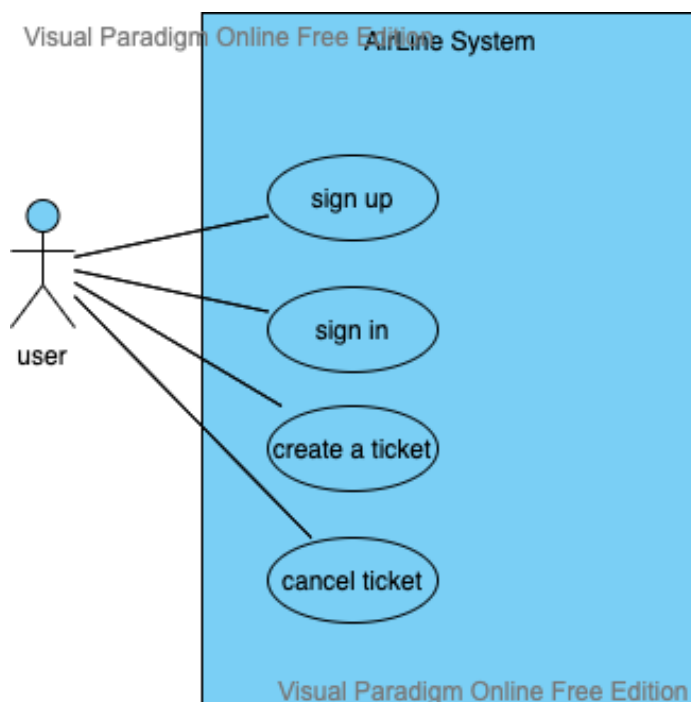 Visual Paradigm Online Free Edition
AirLine System
sign up
sign in
user
create a ticket
cancel ticket
Visual Paradigm Online Free Edition